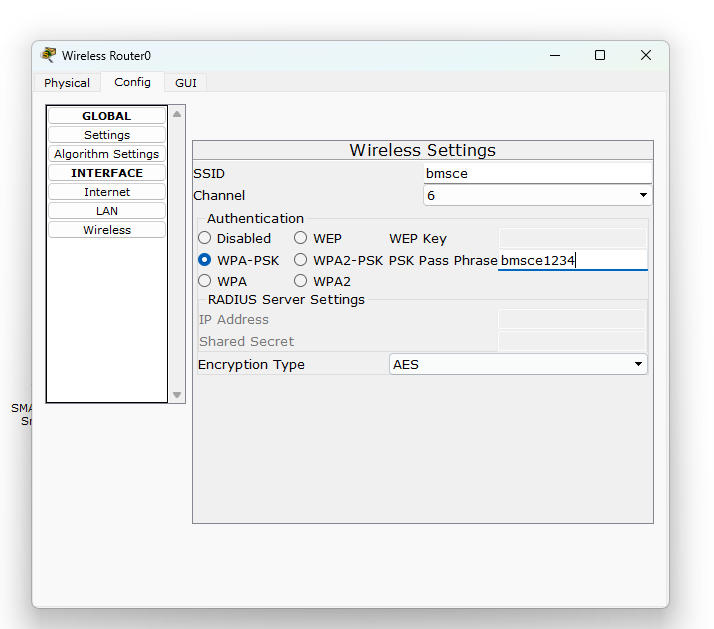 Wireless Router0
Physical Config GUI
GLOBAL
Settings
Algorithm Settings
INTERFACE
Internet
LAN
Wireless
Wireless Settings
SSID bmsce
Channel 6
Authentication
Disabled WEP WEP Key
WPA-PSK WPA2-PSK PSK Pass Phrase bmsce1234
WPA WPA2
RADIUS Server Settings
IP Address
Shared Secret
Encryption Type AES
SMA